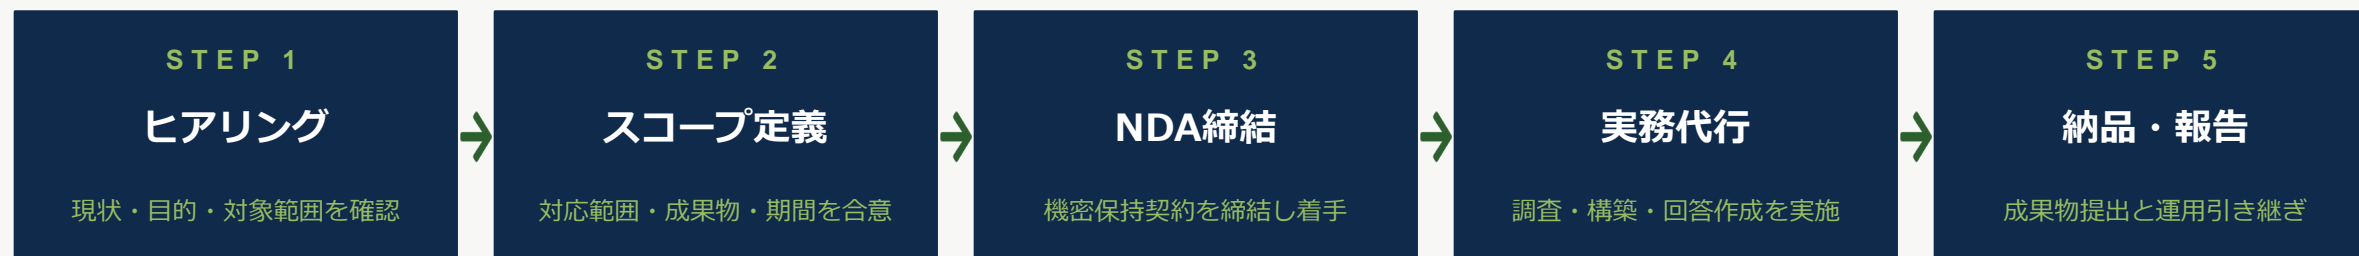 STEP 1
ヒアリング
現状・目的・対象範囲を確認
STEP 2
スコープ定義
対応範囲・成果物・期間を合意
STEP 3
NDA締結
機密保持契約を締結し着手
STEP 4
実務代行
調査・構築・回答作成を実施
STEP 5
納品・報告
成果物提出と運用引き継ぎ